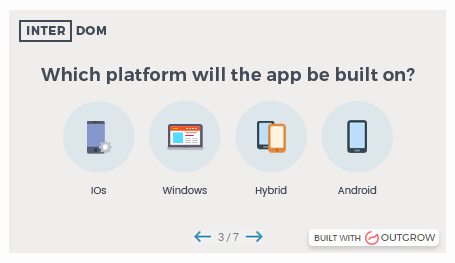 INTER DOM
Which platform will the app be built on?
IOs Windows Hybrid Android
3 / 7
BUILT WITH OUTGROW